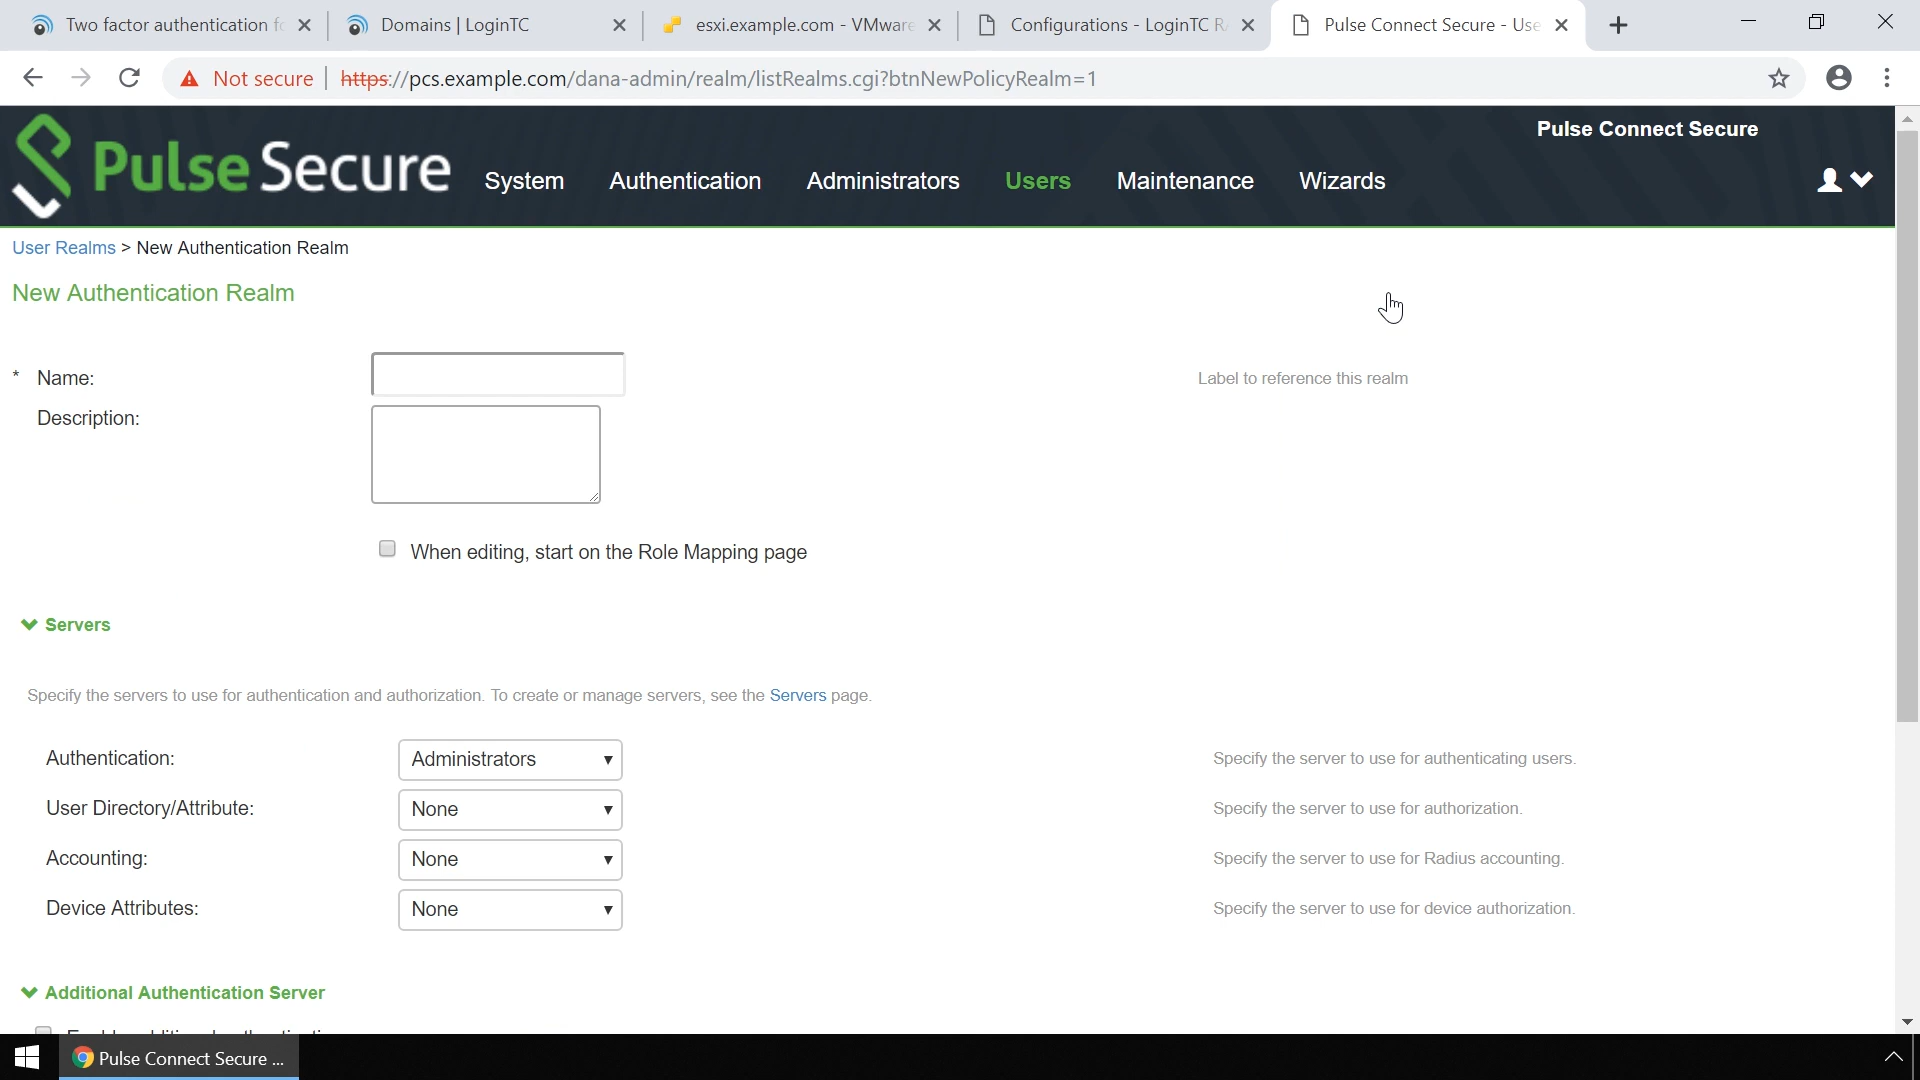 Two factor authentication f
Domains | LoginTC
esxi.example.com - VMware
Configurations - LoginTC R
Pulse Connect Secure - Use
Not secure
https://pcs.example.com/dana-admin/realm/listRealms.cgi?btnNewPolicyRealm=1
Pulse Connect Secure
Pulse Secure
System
Authentication
Administrators
Users
Maintenance
Wizards
User Realms > New Authentication Realm
New Authentication Realm
* Name:
Label to reference this realm
Description:
When editing, start on the Role Mapping page
Servers
Specify the servers to use for authentication and authorization. To create or manage servers, see the Servers page.
Authentication:
Administrators
Specify the server to use for authenticating users.
User Directory/Attribute:
None
Specify the server to use for authorization.
Accounting:
None
Specify the server to use for Radius accounting.
Device Attributes:
None
Specify the server to use for device authorization.
Additional Authentication Server
Pulse Connect Secure ...